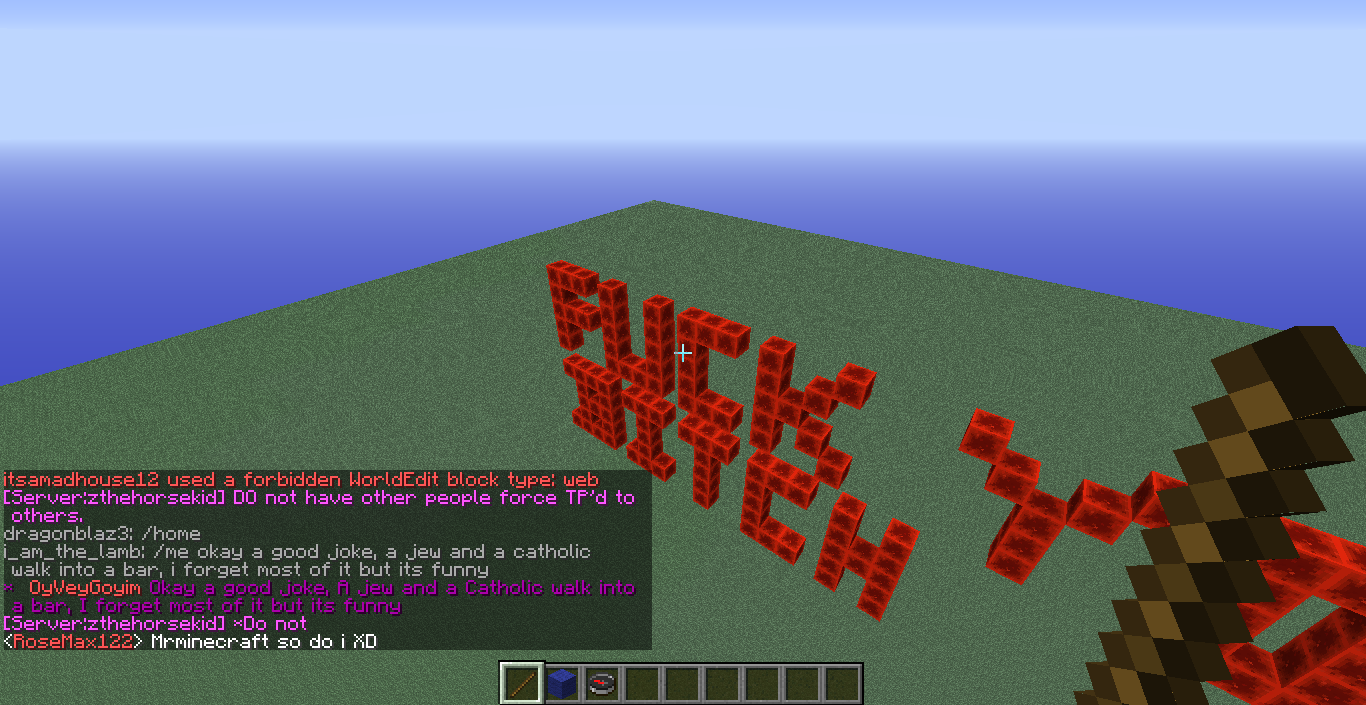 FUCK
BITCH
itsamadhouse12 used a forbidden WorldEdit block type: web
[Server:zthehorsekid] DO not have other people force TP'd to
others.
dragonblaz3: /home
i_am_the_lamb: /me okay a good joke, a jew and a catholic
walk into a bar, i forget most of it but its funny
* OyVeyGoyim Okay a good joke, A jew and a Catholic walk into
a bar, I forget most of it but its funny
[Server:zthehorsekid] *Do not
<RoseMax122> Mrminecraft so do i XD